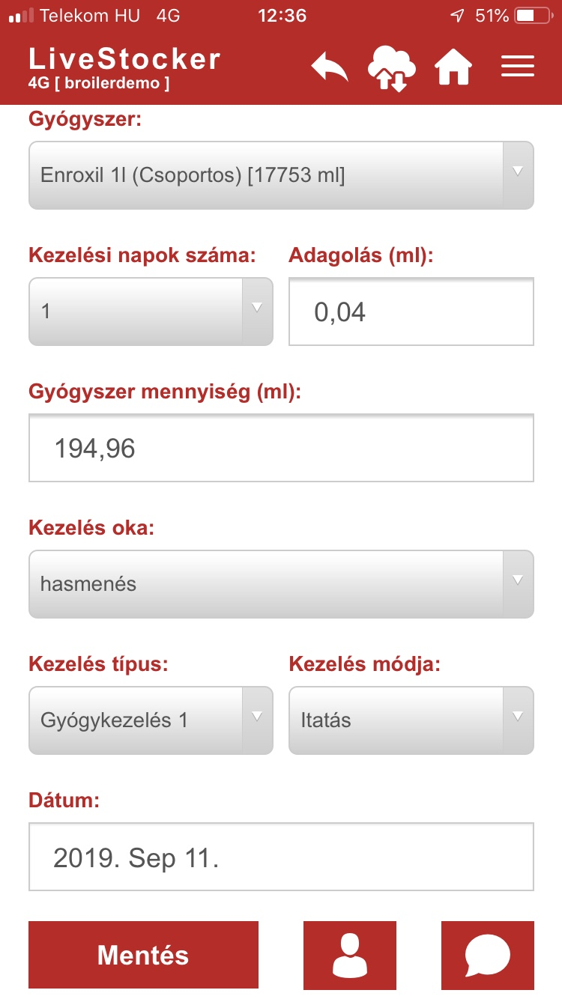 Telekom HU 4G 12:36 51%
LiveStocker
4G [ broilerdemo ]
Gyógyszer:
Enroxil 1l (Csoportos) [17753 ml]
Kezelési napok száma: Adagolás (ml):
1 0,04
Gyógyszer mennyiség (ml):
194,96
Kezelés oka:
hasmenés
Kezelés típus: Kezelés módja:
Gyógykezelés 1 Itatás
Dátum:
2019. Sep 11.
Mentés